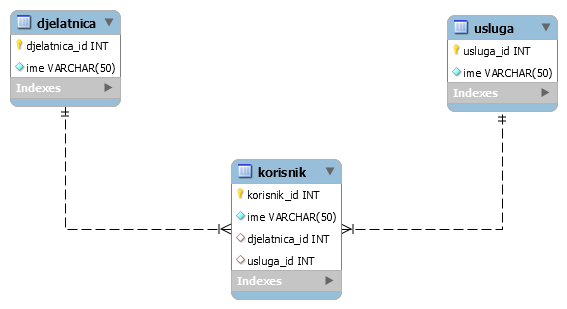 djelatnica
djelatnica_id INT
ime VARCHAR(50)
Indexes
usluga
usluga_id INT
ime VARCHAR(50)
Indexes
korisnik
korisnik_id INT
ime VARCHAR(50)
djelatnica_id INT
usluga_id INT
Indexes